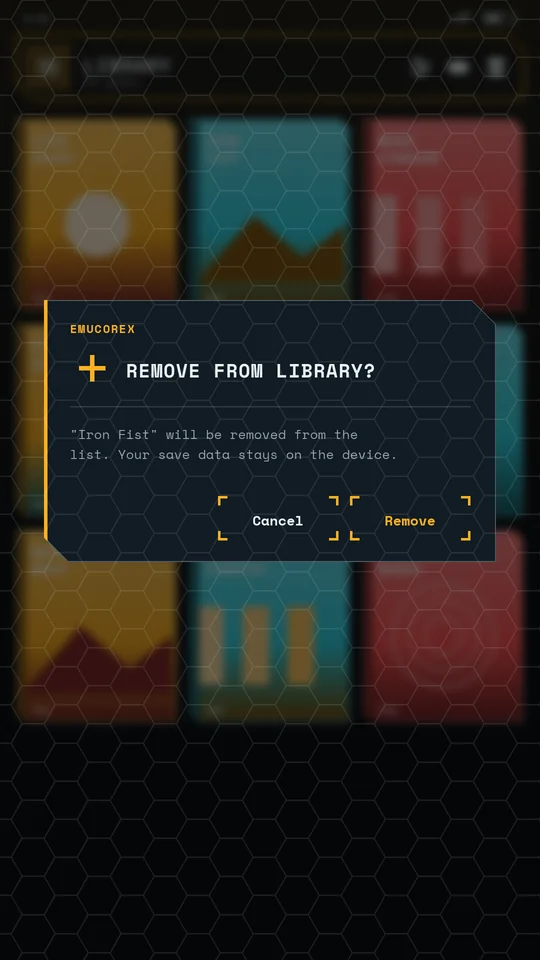 EMUCOREX
REMOVE FROM LIBRARY?
"Iron Fist" will be removed from the
list. Your save data stays on the device.
Cancel
Remove